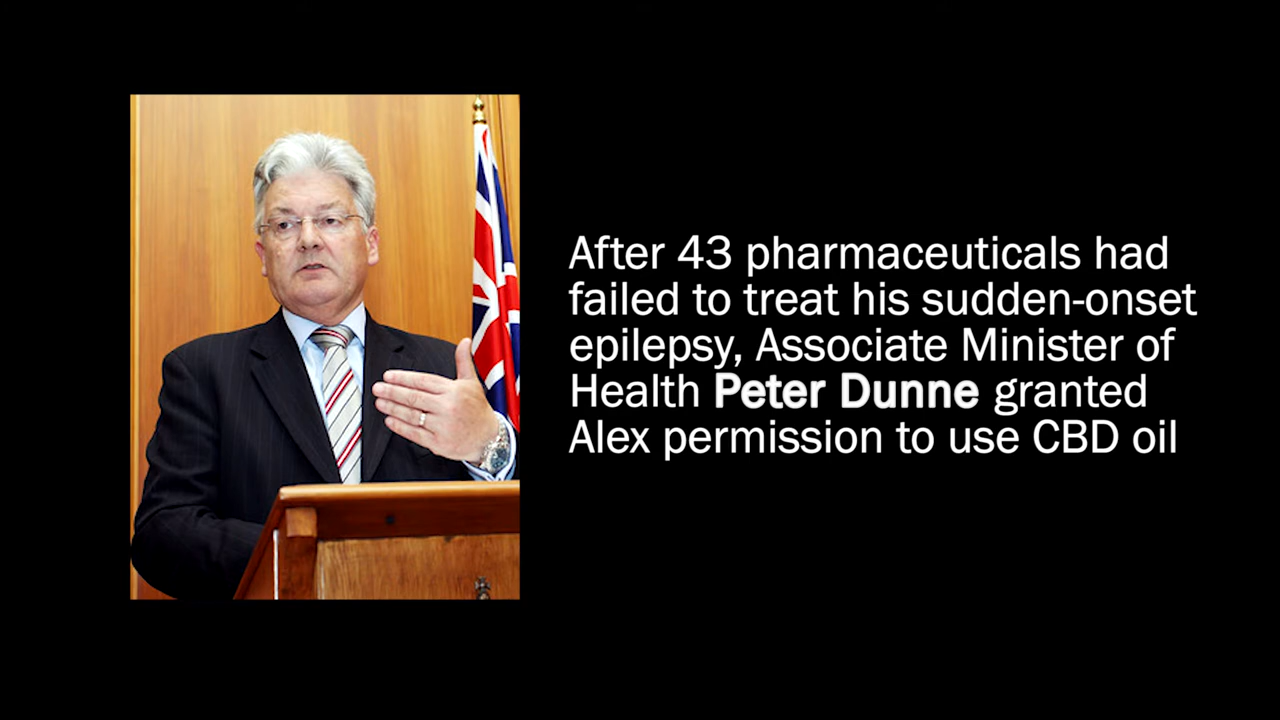 After 43 pharmaceuticals had
failed to treat his sudden-onset
epilepsy, Associate Minister of
Health Peter Dunne granted
Alex permission to use CBD oil